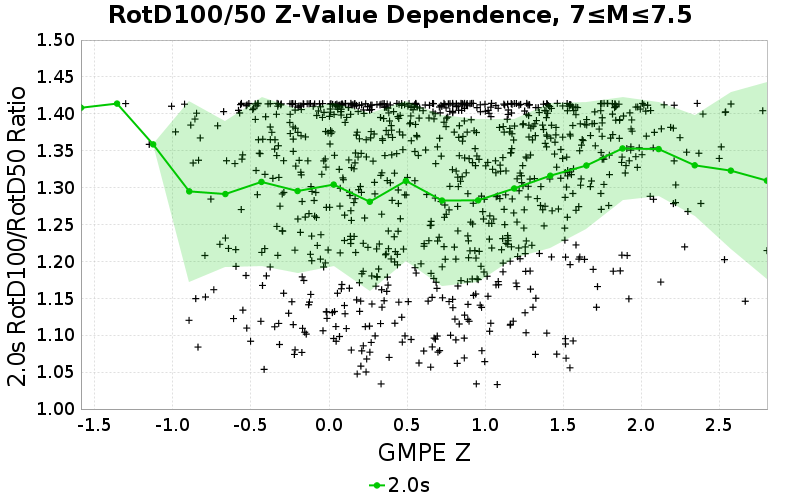 RotD100/50 Z-Value Dependence, 7≤M≤7.5
2.0s RotD100/RotD50 Ratio
1.50
1.45
1.40
1.35
1.30
1.25
1.20
1.15
1.10
1.05
1.00
-1.5 -1.0 -0.5 0.0 0.5 1.0 1.5 2.0 2.5
GMPE Z
2.0s